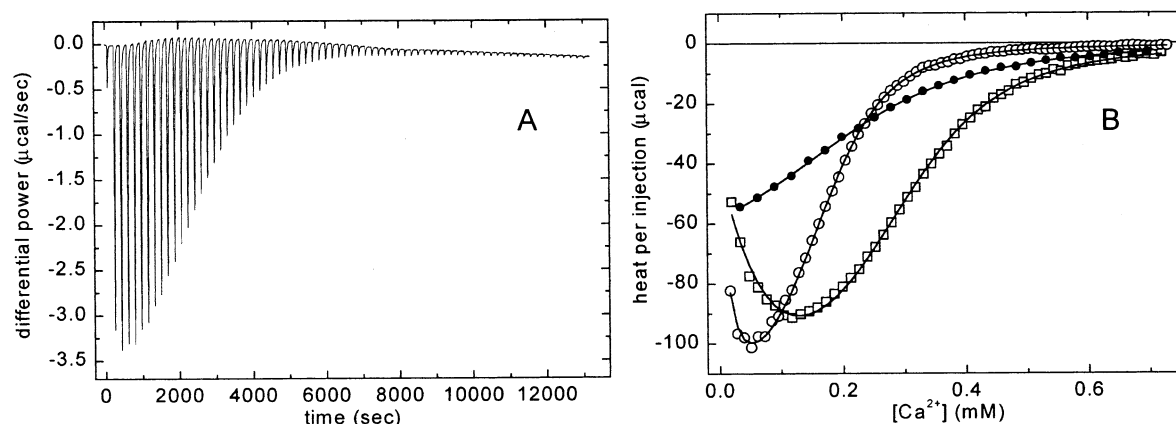 differential power (μcal/sec)
0.0
-0.5
-1.0
-1.5
-2.0
-2.5
-3.0
-3.5
A
0 2000 4000 6000 8000 10000 12000
time (sec)
heat per injection (μcal)
0
-20
-40
-60
-80
-100
B
0.0 0.2 0.4 0.6
[Ca²⁺] (mM)